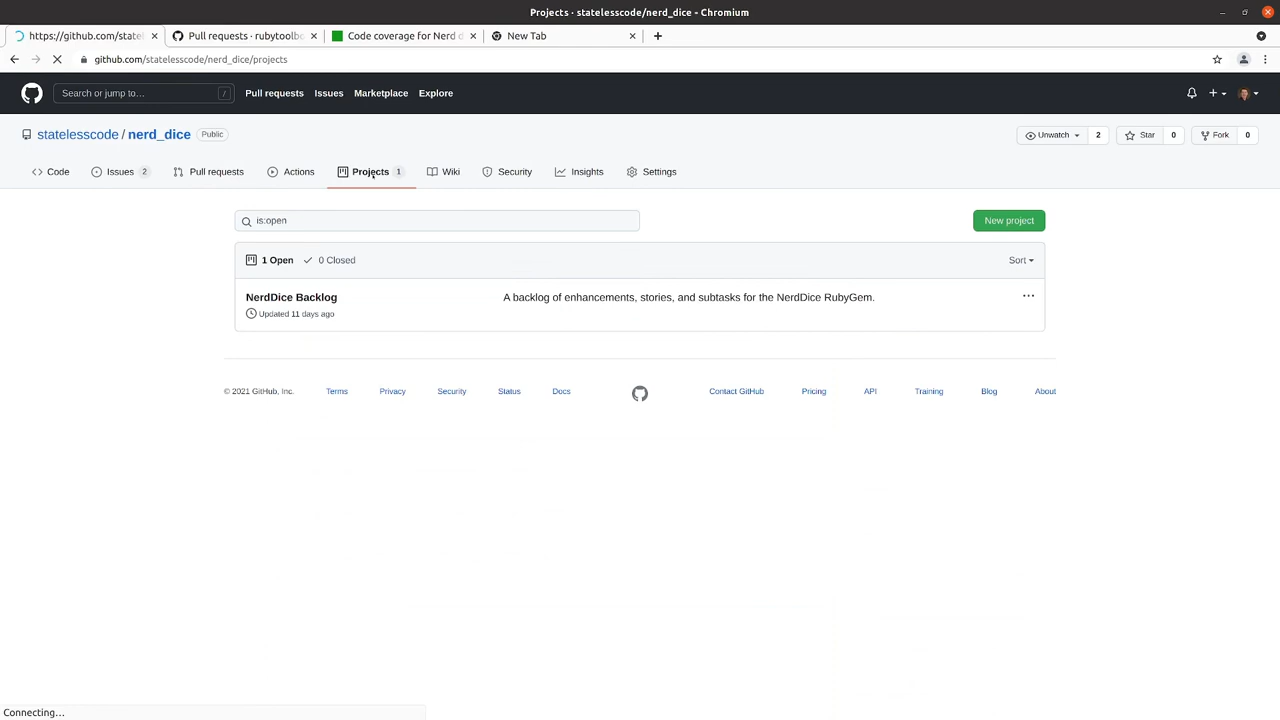 Projects · statelesscode/nerd_dice - Chromium
https://github.com/statel
Pull requests · rubytoolbo
Code coverage for Nerd d
New Tab
github.com/statelesscode/nerd_dice/projects
Search or jump to…
/
Pull requests
Issues
Marketplace
Explore
statelesscode / nerd_dice
Public
Unwatch
2
Star
0
Fork
0
Code
Issues 2
Pull requests
Actions
Projects 1
Wiki
Security
Insights
Settings
is:open
New project
1 Open
0 Closed
Sort
NerdDice Backlog
A backlog of enhancements, stories, and subtasks for the NerdDice RubyGem.
Updated 11 days ago
© 2021 GitHub, Inc.
Terms
Privacy
Security
Status
Docs
Contact GitHub
Pricing
API
Training
Blog
About
Connecting…